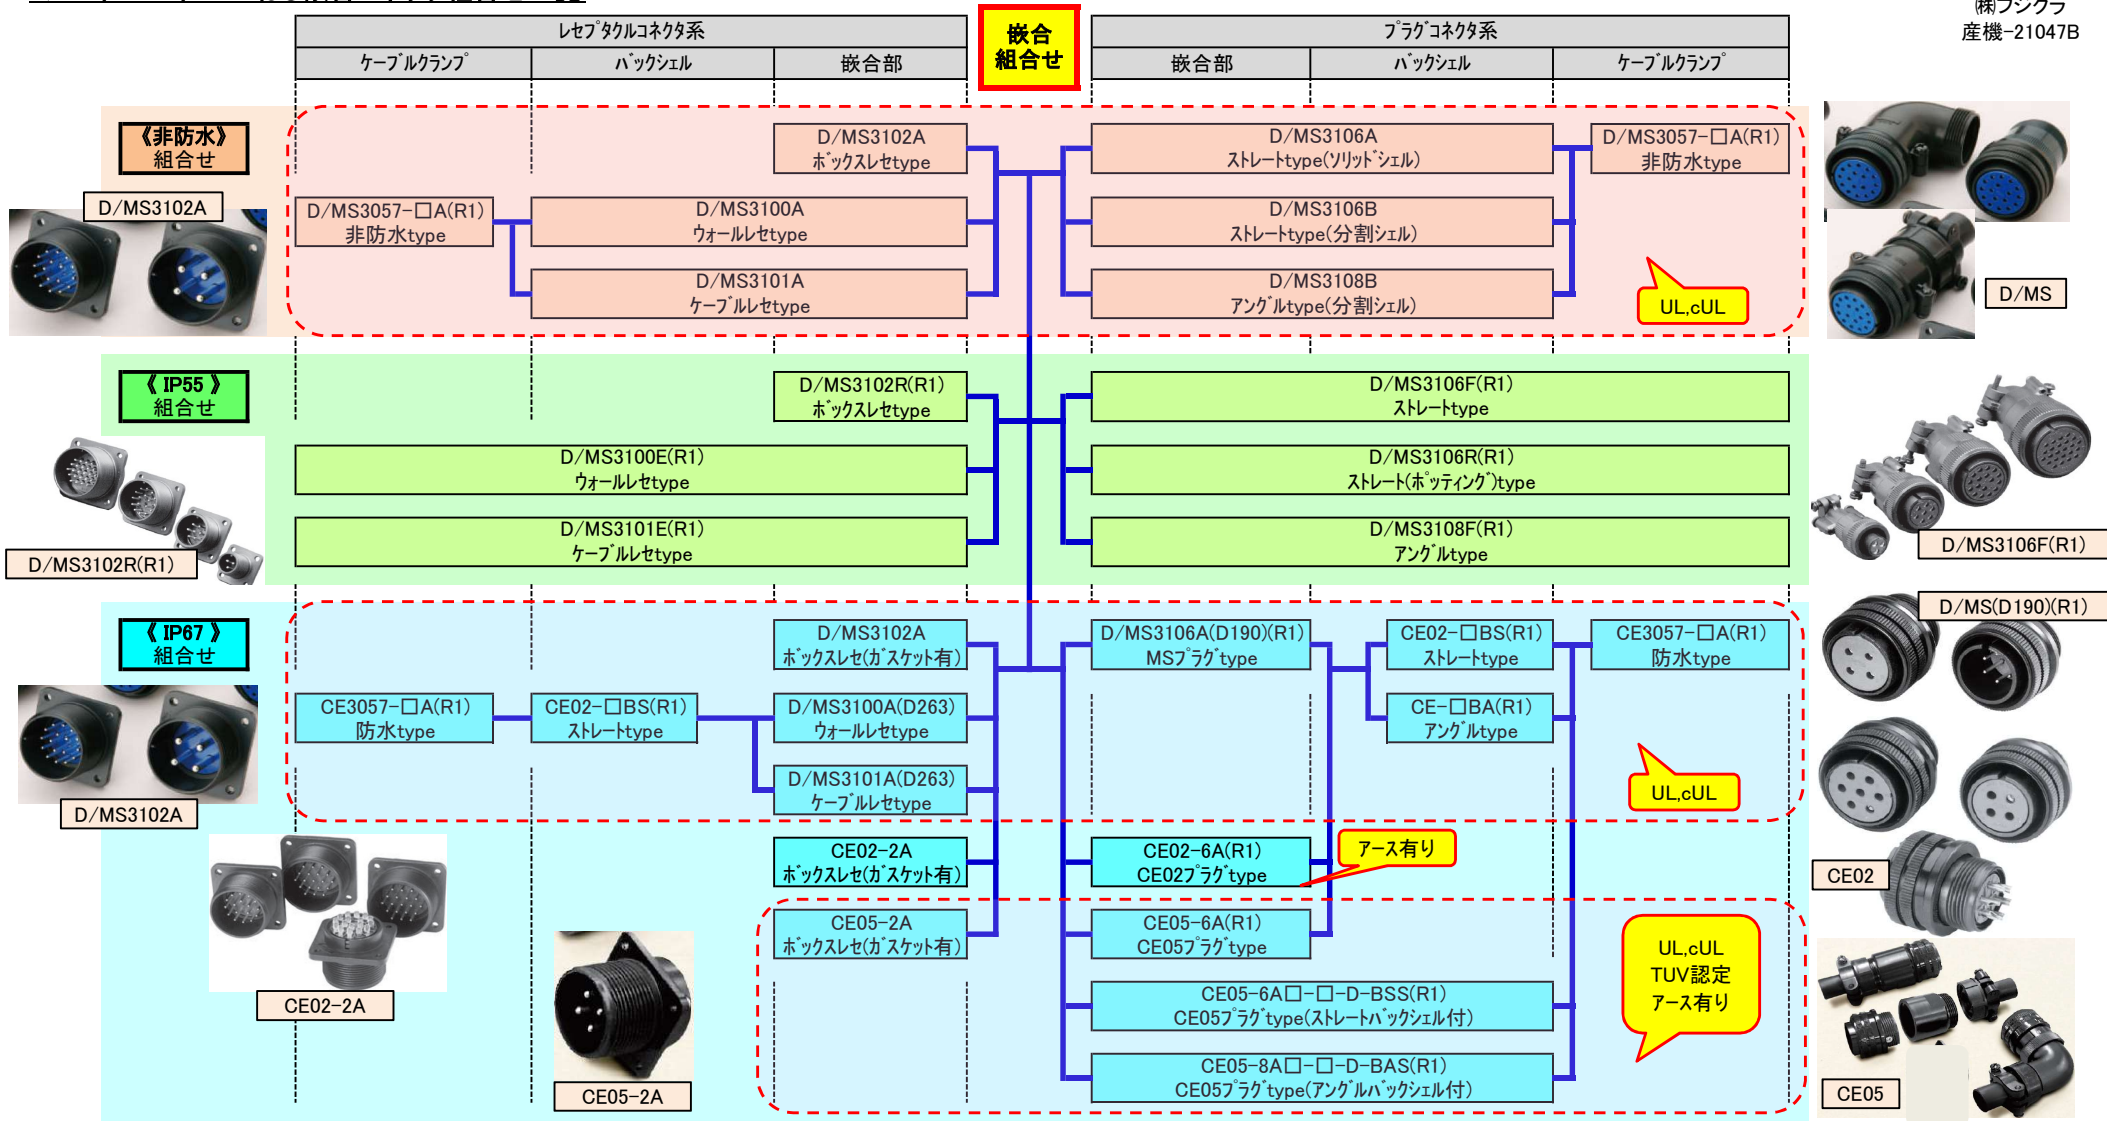 ㈱フジクラ
産機-21047B
レセプタクルコネクタ系
嵌合
組合せ
プラグコネクタ系
ケーブルクランプ
バックシェル
嵌合部
嵌合部
バックシェル
ケーブルクランプ
《非防水》
組合せ
D/MS3102A
D/MS3102A
ボックスレセtype
D/MS3057-□A(R1)
非防水type
D/MS3100A
ウォールレセtype
D/MS3101A
ケーブルレセtype
D/MS3106A
ストレートtype(ソリッドシェル)
D/MS3057-□A(R1)
非防水type
D/MS3106B
ストレートtype(分割シェル)
D/MS3108B
アングルtype(分割シェル)
UL,cUL
D/MS
《 IP55 》
組合せ
D/MS3102R(R1)
D/MS3102R(R1)
ボックスレセtype
D/MS3100E(R1)
ウォールレセtype
D/MS3101E(R1)
ケーブルレセtype
D/MS3106F(R1)
ストレートtype
D/MS3106R(R1)
ストレート(ポッティング)type
D/MS3108F(R1)
アングルtype
D/MS3106F(R1)
《 IP67 》
組合せ
D/MS3102A
D/MS3102A
ボックスレセ(ガスケット有)
CE3057-□A(R1)
防水type
CE02-□BS(R1)
ストレートtype
D/MS3100A(D263)
ウォールレセtype
D/MS3101A(D263)
ケーブルレセtype
CE02-2A
ボックスレセ(ガスケット有)
CE05-2A
ボックスレセ(ガスケット有)
CE02-2A
CE05-2A
D/MS3106A(D190)(R1)
MSプラグtype
CE02-□BS(R1)
ストレートtype
CE3057-□A(R1)
防水type
CE-□BA(R1)
アングルtype
UL,cUL
CE02-6A(R1)
CE02プラグtype
アース有り
CE05-6A(R1)
CE05プラグtype
CE05-6A□-□-D-BSS(R1)
CE05プラグtype(ストレートバックシェル付)
CE05-8A□-□-D-BAS(R1)
CE05プラグtype(アングルバックシェル付)
UL,cUL
TUV認定
アース有り
D/MS(D190)(R1)
CE02
CE05